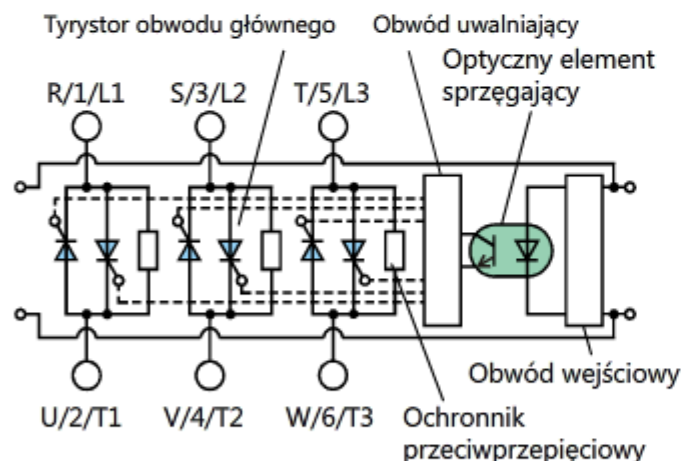 Tyrystor obwodu głównego
Obwód uwalniający
Optyczny element
sprzęgający
R/1/L1
S/3/L2
T/5/L3
Obwód wejściowy
U/2/T1
V/4/T2
W/6/T3
Ochronnik
przeciwprzepięciowy